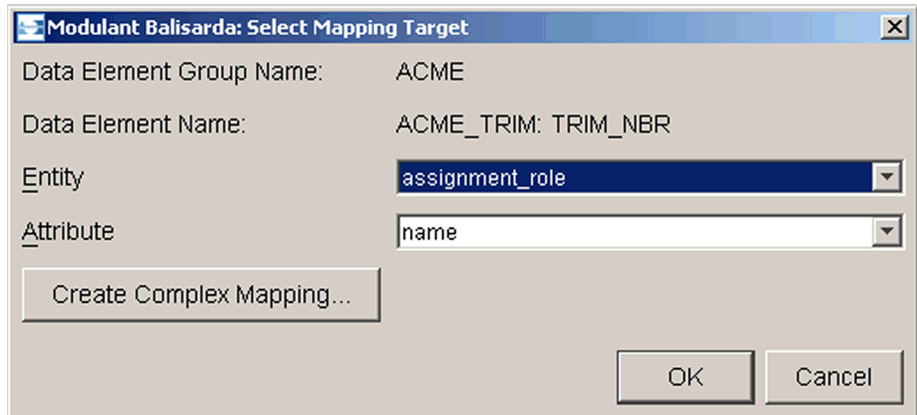 Modulant Balisarda: Select Mapping Target
Data Element Group Name: ACME
Data Element Name: ACME_TRIM: TRIM_NBR
Entity assignment_role
Attribute name
Create Complex Mapping...
OK Cancel